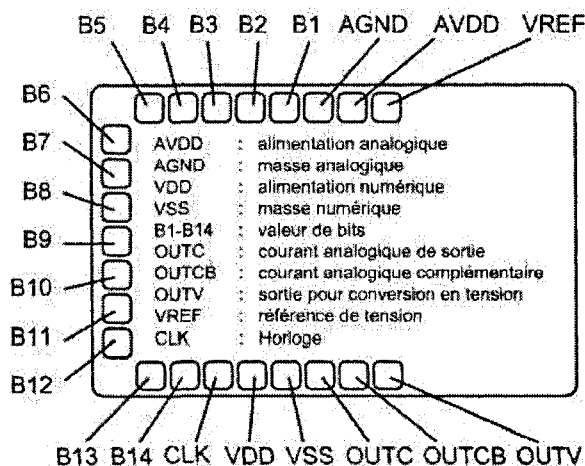 B5 B4 B3 B2 B1 AGND AVDD VREF
B6
B7
B8
B9
B10
B11
B12
AVDD : alimentation analogique
AGND : masse analogique
VDD : alimentation numérique
VSS : masse numérique
B1-B14 : valeur de bits
OUTC : courant analogique de sortie
OUTCB : courant analogique complémentaire
OUTV : sortie pour conversion en tension
VREF : référence de tension
CLK : Horloge
B13 B14 CLK VDD VSS OUTC OUTCB OUTV